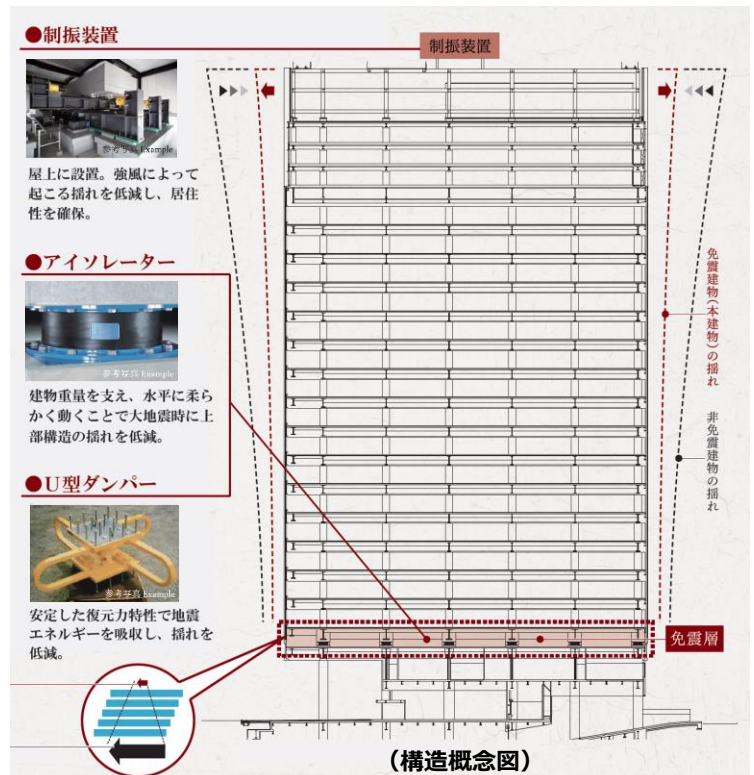 ●制振装置
制振装置
参考写真 Example
屋上に設置。強風によって
起こる揺れを低減し、居住
性を確保。
●アイソレーター
参考写真 Example
建物重量を支え、水平に柔ら
かく動くことで大地震時に上
部構造の揺れを低減。
●U型ダンパー
参考写真 Example
安定した復元力特性で地震
エネルギーを吸収し、揺れを
低減。
免震建物(本建物)の揺れ
非免震建物の揺れ
免震層
（構造概念図）